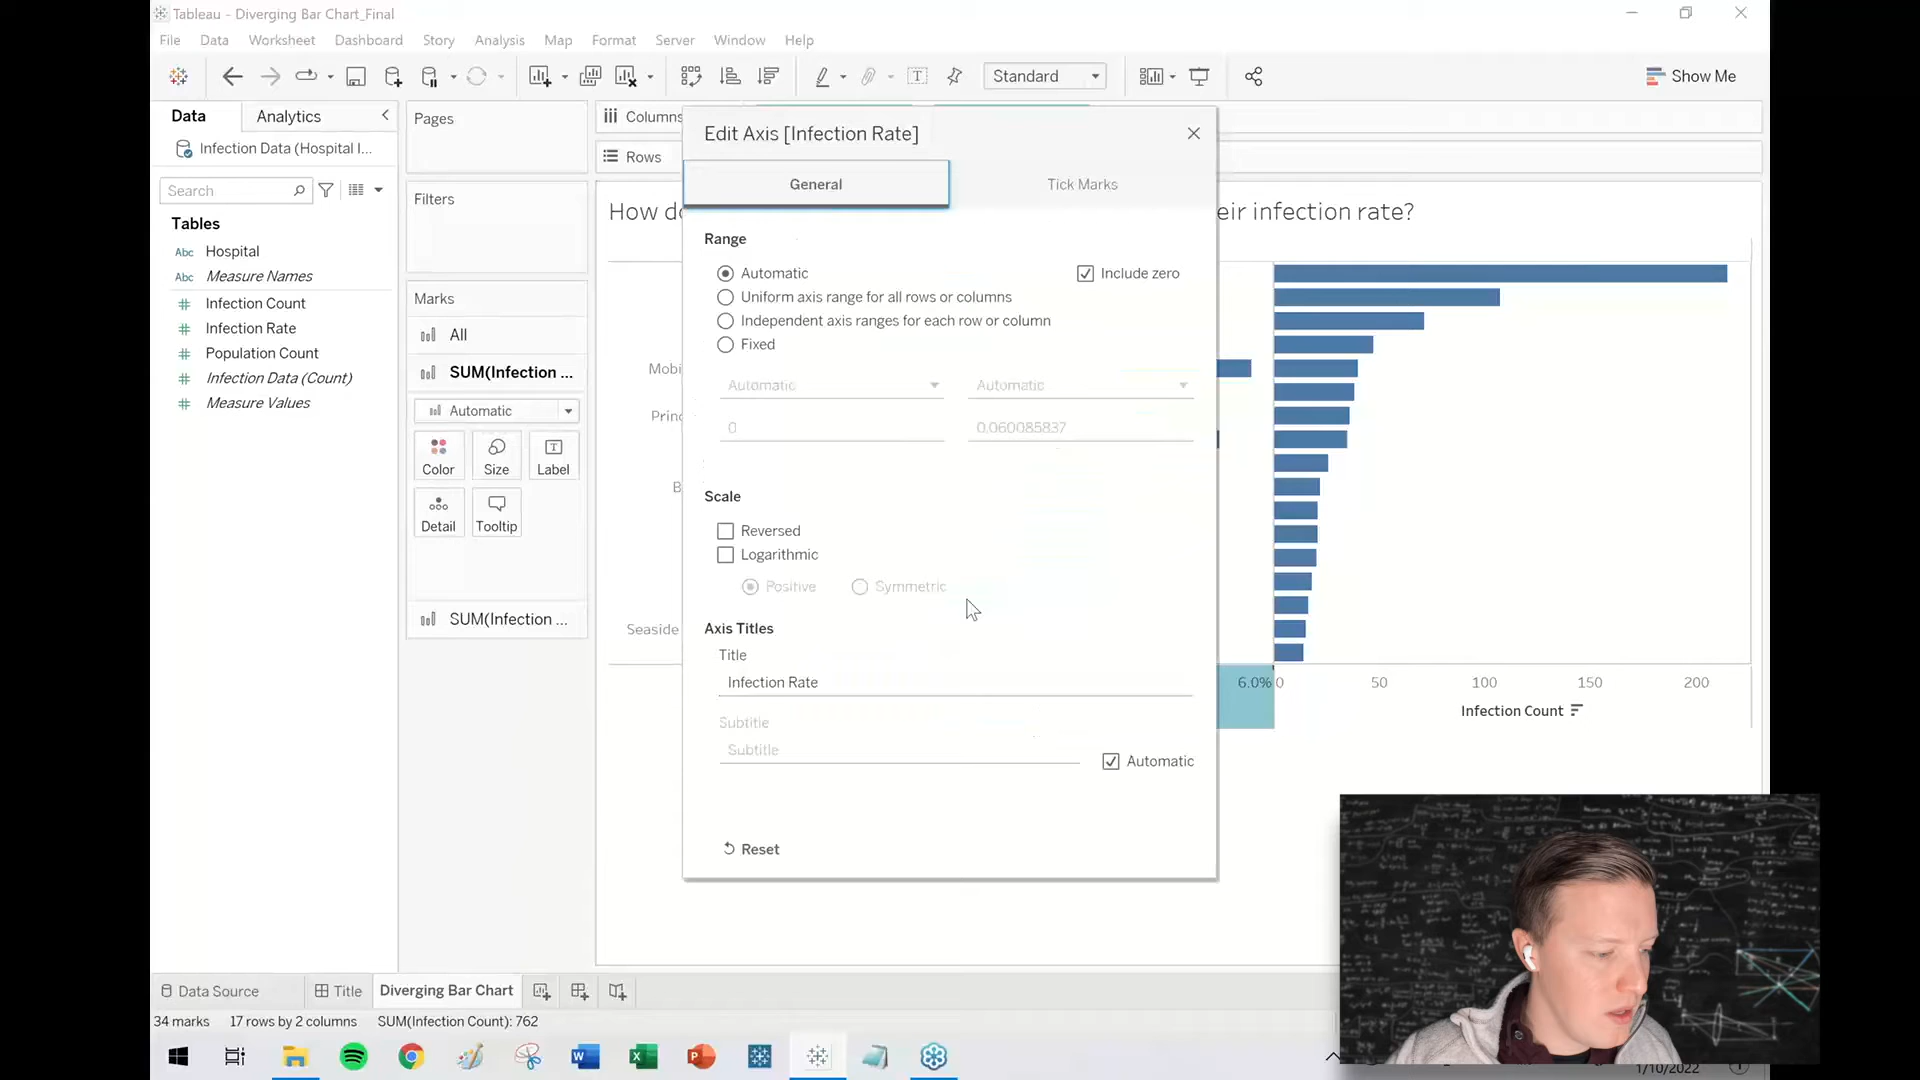 Tableau - Diverging Bar Chart_Final
File Data Worksheet Dashboard Story Analysis Map Format Server Window Help
Standard
Show Me
Data
Analytics
Infection Data (Hospital I...
Search
Tables
Abc Hospital
Abc Measure Names
# Infection Count
# Infection Rate
# Population Count
# Infection Data (Count)
# Measure Values
Pages
Filters
Marks
All
SUM(Infection ...
Automatic
Color
Size
Label
Detail
Tooltip
SUM(Infection ...
Columns
Rows
How do
eir infection rate?
Mobi
Princ
B
Seaside
Edit Axis [Infection Rate]
General
Tick Marks
Range
Automatic
Include zero
Uniform axis range for all rows or columns
Independent axis ranges for each row or column
Fixed
Automatic
Automatic
0
0.060085837
Scale
Reversed
Logarithmic
Positive
Symmetric
Axis Titles
Title
Infection Rate
Subtitle
Subtitle
Automatic
Reset
6.0%
0 50 100 150 200
Infection Count
Data Source
Title
Diverging Bar Chart
34 marks 17 rows by 2 columns SUM(Infection Count): 762
1/10/2022